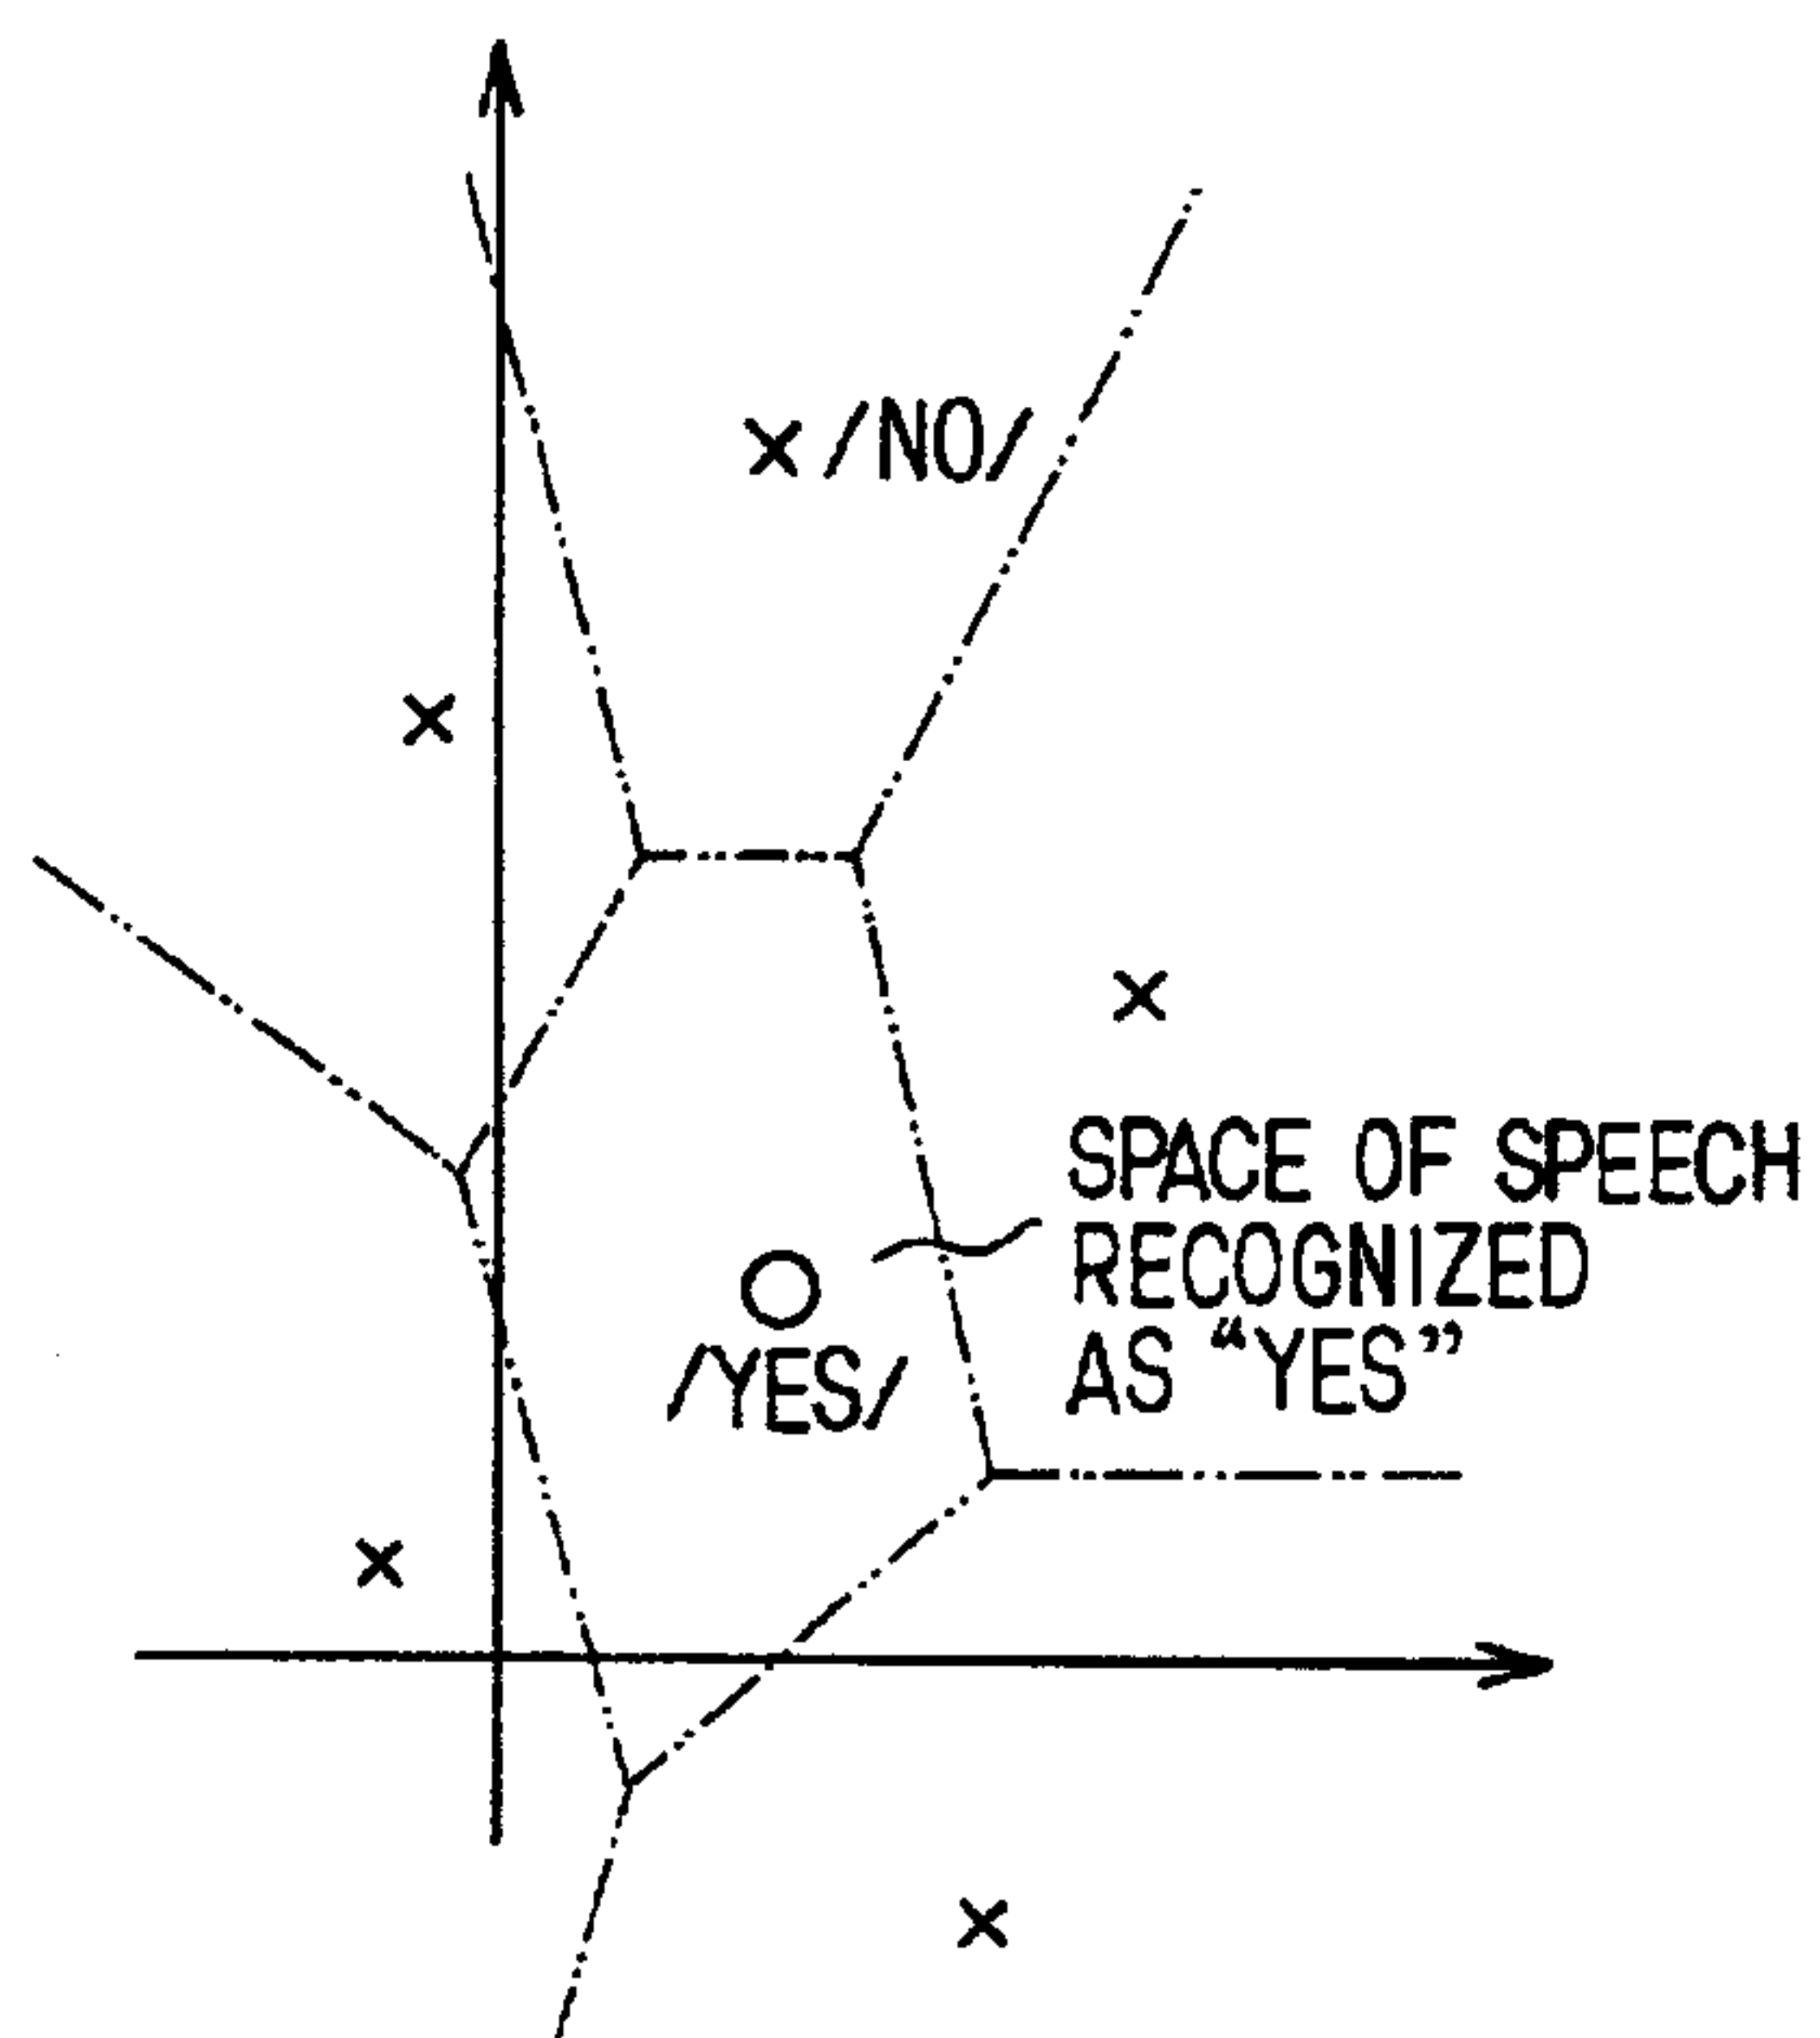 /NO/
SPACE OF SPEECH
RECOGNIZED
AS “YES”
/YES/